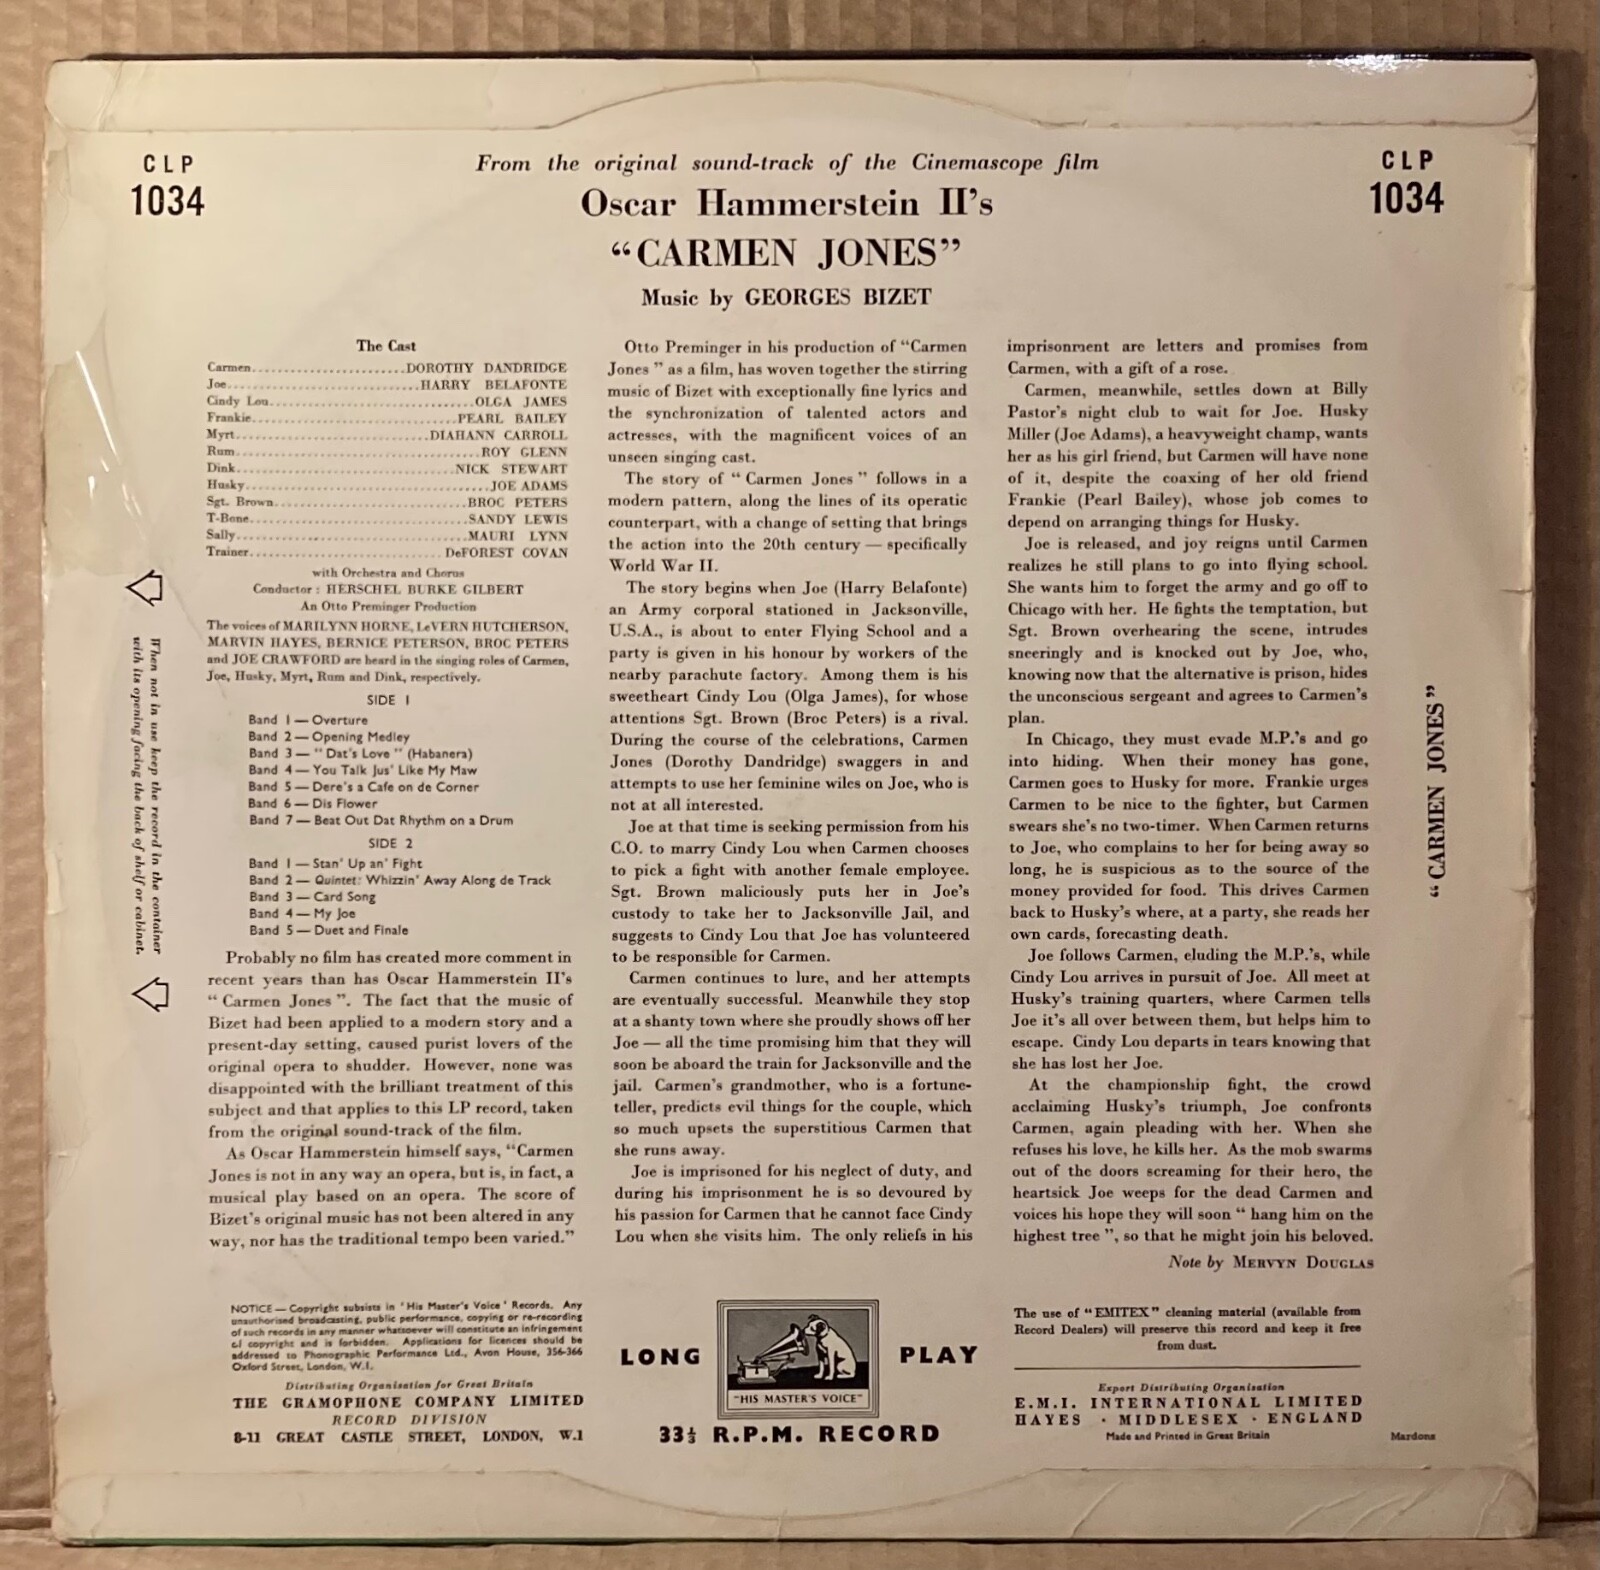 CLP
1034
From the original sound-track of the Cinemascope film
Oscar Hammerstein II's
“CARMEN JONES”
Music by GEORGES BIZET
CLP
1034
The Cast
Carmen........................DOROTHY DANDRIDGE
Joe..............................HARRY BELAFONTE
Cindy Lou................................OLGA JAMES
Frankie................................PEARL BAILEY
Myrt..............................DIAHANN CARROLL
Rum.......................................ROY GLENN
Dink..................................NICK STEWART
Husky......................................JOE ADAMS
Sgt. Brown..............................BROC PETERS
T-Bone..................................SANDY LEWIS
Sally....................................MAURI LYNN
Trainer..............................DeFOREST COVAN
with Orchestra and Chorus
Conductor : HERSCHEL BURKE GILBERT
An Otto Preminger Production
The voices of MARILYNN HORNE, LeVERN HUTCHERSON,
MARVIN HAYES, BERNICE PETERSON, BROC PETERS
and JOE CRAWFORD are heard in the singing roles of Carmen,
Joe, Husky, Myrt, Rum and Dink, respectively.
SIDE 1
Band 1 — Overture
Band 2 — Opening Medley
Band 3 — “ Dat's Love ” (Habanera)
Band 4 — You Talk Jus' Like My Maw
Band 5 — Dere's a Cafe on de Corner
Band 6 — Dis Flower
Band 7 — Beat Out Dat Rhythm on a Drum
SIDE 2
Band 1 — Stan' Up an' Fight
Band 2 — Quintet: Whizzin' Away Along de Track
Band 3 — Card Song
Band 4 — My Joe
Band 5 — Duet and Finale
Probably no film has created more comment in
recent years than has Oscar Hammerstein II's
“ Carmen Jones ”. The fact that the music of
Bizet had been applied to a modern story and a
present-day setting, caused purist lovers of the
original opera to shudder. However, none was
disappointed with the brilliant treatment of this
subject and that applies to this LP record, taken
from the original sound-track of the film.
As Oscar Hammerstein himself says, “Carmen
Jones is not in any way an opera, but is, in fact, a
musical play based on an opera. The score of
Bizet's original music has not been altered in any
way, nor has the traditional tempo been varied.”
Otto Preminger in his production of “Carmen
Jones ” as a film, has woven together the stirring
music of Bizet with exceptionally fine lyrics and
the synchronization of talented actors and
actresses, with the magnificent voices of an
unseen singing cast.
The story of “ Carmen Jones ” follows in a
modern pattern, along the lines of its operatic
counterpart, with a change of setting that brings
the action into the 20th century — specifically
World War II.
The story begins when Joe (Harry Belafonte)
an Army corporal stationed in Jacksonville,
U.S.A., is about to enter Flying School and a
party is given in his honour by workers of the
nearby parachute factory. Among them is his
sweetheart Cindy Lou (Olga James), for whose
attentions Sgt. Brown (Broc Peters) is a rival.
During the course of the celebrations, Carmen
Jones (Dorothy Dandridge) swaggers in and
attempts to use her feminine wiles on Joe, who is
not at all interested.
Joe at that time is seeking permission from his
C.O. to marry Cindy Lou when Carmen chooses
to pick a fight with another female employee.
Sgt. Brown maliciously puts her in Joe's
custody to take her to Jacksonville Jail, and
suggests to Cindy Lou that Joe has volunteered
to be responsible for Carmen.
Carmen continues to lure, and her attempts
are eventually successful. Meanwhile they stop
at a shanty town where she proudly shows off her
Joe — all the time promising him that they will
soon be aboard the train for Jacksonville and the
jail. Carmen's grandmother, who is a fortune-
teller, predicts evil things for the couple, which
so much upsets the superstitious Carmen that
she runs away.
Joe is imprisoned for his neglect of duty, and
during his imprisonment he is so devoured by
his passion for Carmen that he cannot face Cindy
Lou when she visits him. The only reliefs in his
imprisonment are letters and promises from
Carmen, with a gift of a rose.
Carmen, meanwhile, settles down at Billy
Pastor's night club to wait for Joe. Husky
Miller (Joe Adams), a heavyweight champ, wants
her as his girl friend, but Carmen will have none
of it, despite the coaxing of her old friend
Frankie (Pearl Bailey), whose job comes to
depend on arranging things for Husky.
Joe is released, and joy reigns until Carmen
realizes he still plans to go into flying school.
She wants him to forget the army and go off to
Chicago with her. He fights the temptation, but
Sgt. Brown overhearing the scene, intrudes
sneeringly and is knocked out by Joe, who,
knowing now that the alternative is prison, hides
the unconscious sergeant and agrees to Carmen's
plan.
In Chicago, they must evade M.P.'s and go
into hiding. When their money has gone,
Carmen goes to Husky for more. Frankie urges
Carmen to be nice to the fighter, but Carmen
swears she's no two-timer. When Carmen returns
to Joe, who complains to her for being away so
long, he is suspicious as to the source of the
money provided for food. This drives Carmen
back to Husky's where, at a party, she reads her
own cards, forecasting death.
Joe follows Carmen, eluding the M.P.'s, while
Cindy Lou arrives in pursuit of Joe. All meet at
Husky's training quarters, where Carmen tells
Joe it's all over between them, but helps him to
escape. Cindy Lou departs in tears knowing that
she has lost her Joe.
At the championship fight, the crowd
acclaiming Husky's triumph, Joe confronts
Carmen, again pleading with her. When she
refuses his love, he kills her. As the mob swarms
out of the doors screaming for their hero, the
heartsick Joe weeps for the dead Carmen and
voices his hope they will soon “ hang him on the
highest tree ”, so that he might join his beloved.
Note by MERVYN DOUGLAS
When not in use keep the record in the container
with its opening facing the back of shelf or cabinet.
“CARMEN JONES”
NOTICE — Copyright subsists in ‘ His Master's Voice ’ Records. Any
unauthorised broadcasting, public performance, copying or re-recording
of such records in any manner whatsoever will constitute an infringement
of copyright and is forbidden. Applications for licences should be
addressed to Phonographic Performance Ltd., Avon House, 356-366
Oxford Street, London, W.1.
Distributing Organisation for Great Britain
THE GRAMOPHONE COMPANY LIMITED
RECORD DIVISION
8-11 GREAT CASTLE STREET, LONDON, W.1
LONG PLAY
“HIS MASTER'S VOICE”
33⅓ R.P.M. RECORD
The use of “ EMITEX ” cleaning material (available from
Record Dealers) will preserve this record and keep it free
from dust.
Export Distributing Organisation
E.M.I. INTERNATIONAL LIMITED
HAYES · MIDDLESEX · ENGLAND
Made and Printed in Great Britain
Mardons